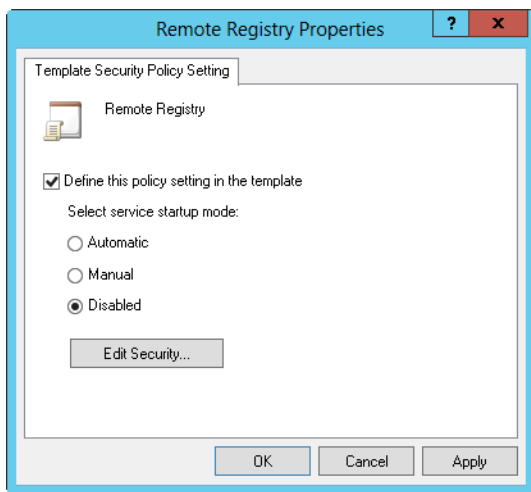 Remote Registry Properties
? x
Template Security Policy Setting
Remote Registry
Define this policy setting in the template
Select service startup mode:
Automatic
Manual
Disabled
Edit Security...
OK Cancel Apply